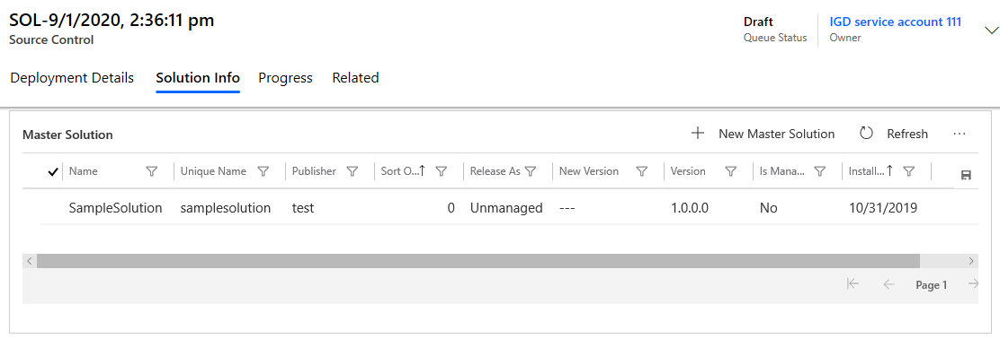 SOL-9/1/2020, 2:36:11 pm
Source Control
Draft
Queue Status
IGD service account 111
Owner
Deployment Details Solution Info Progress Related
Master Solution
New Master Solution Refresh ...
Name Unique Name Publisher Sort O... Release As New Version Version Is Mana... Install...
SampleSolution samplesolution test 0 Unmanaged --- 1.0.0.0 No 10/31/2019
Page 1